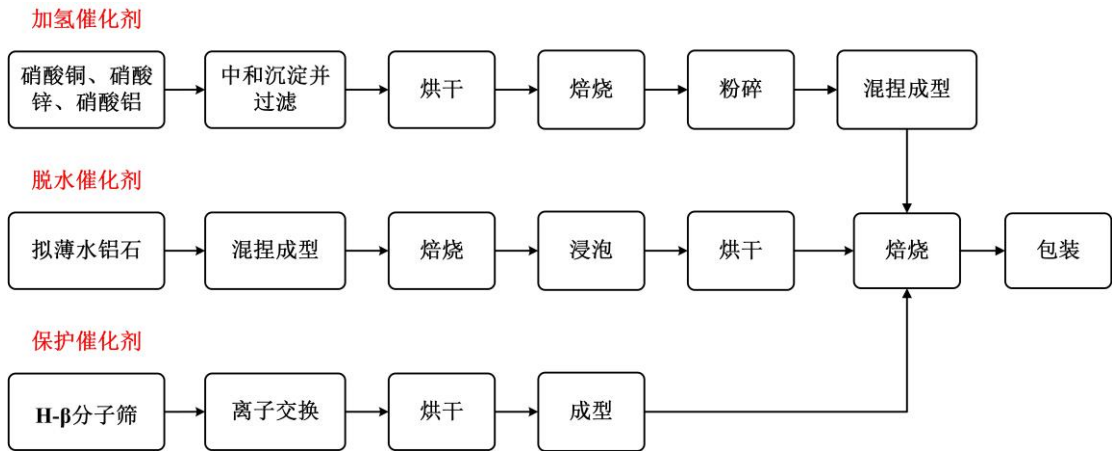 加氢催化剂
硝酸铜、硝酸
锌、硝酸铝
中和沉淀并
过滤
烘干
焙烧
粉碎
混捏成型
脱水催化剂
拟薄水铝石
混捏成型
焙烧
浸泡
烘干
焙烧
包装
保护催化剂
H-β分子筛
离子交换
烘干
成型